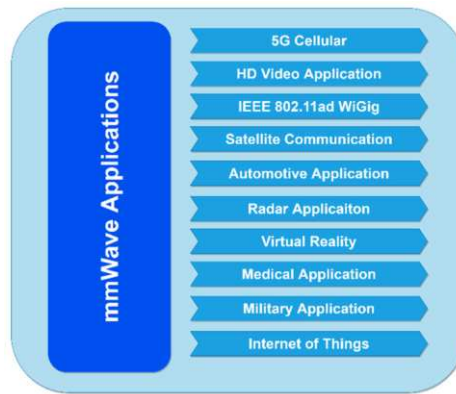 mmWave Applications
5G Cellular
HD Video Application
IEEE 802.11ad WiGig
Satellite Communication
Automotive Application
Radar Applicaiton
Virtual Reality
Medical Application
Military Application
Internet of Things